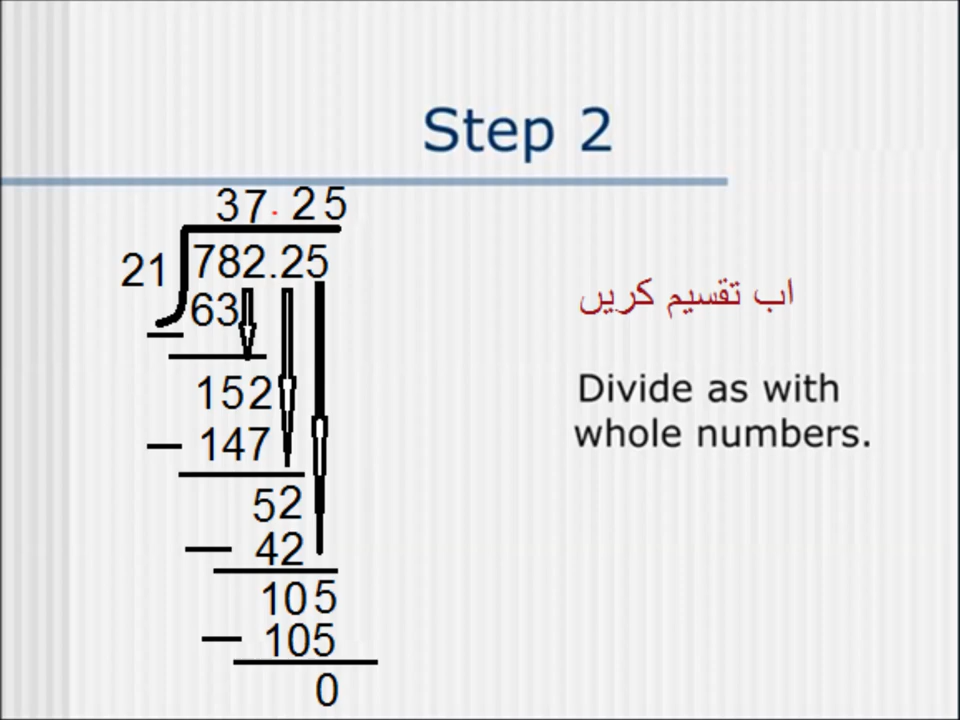 Step 2
37.25
21 782.25
63
152
– 147
52
– 42
105
– 105
0
اب تقسیم کریں
Divide as with
whole numbers.